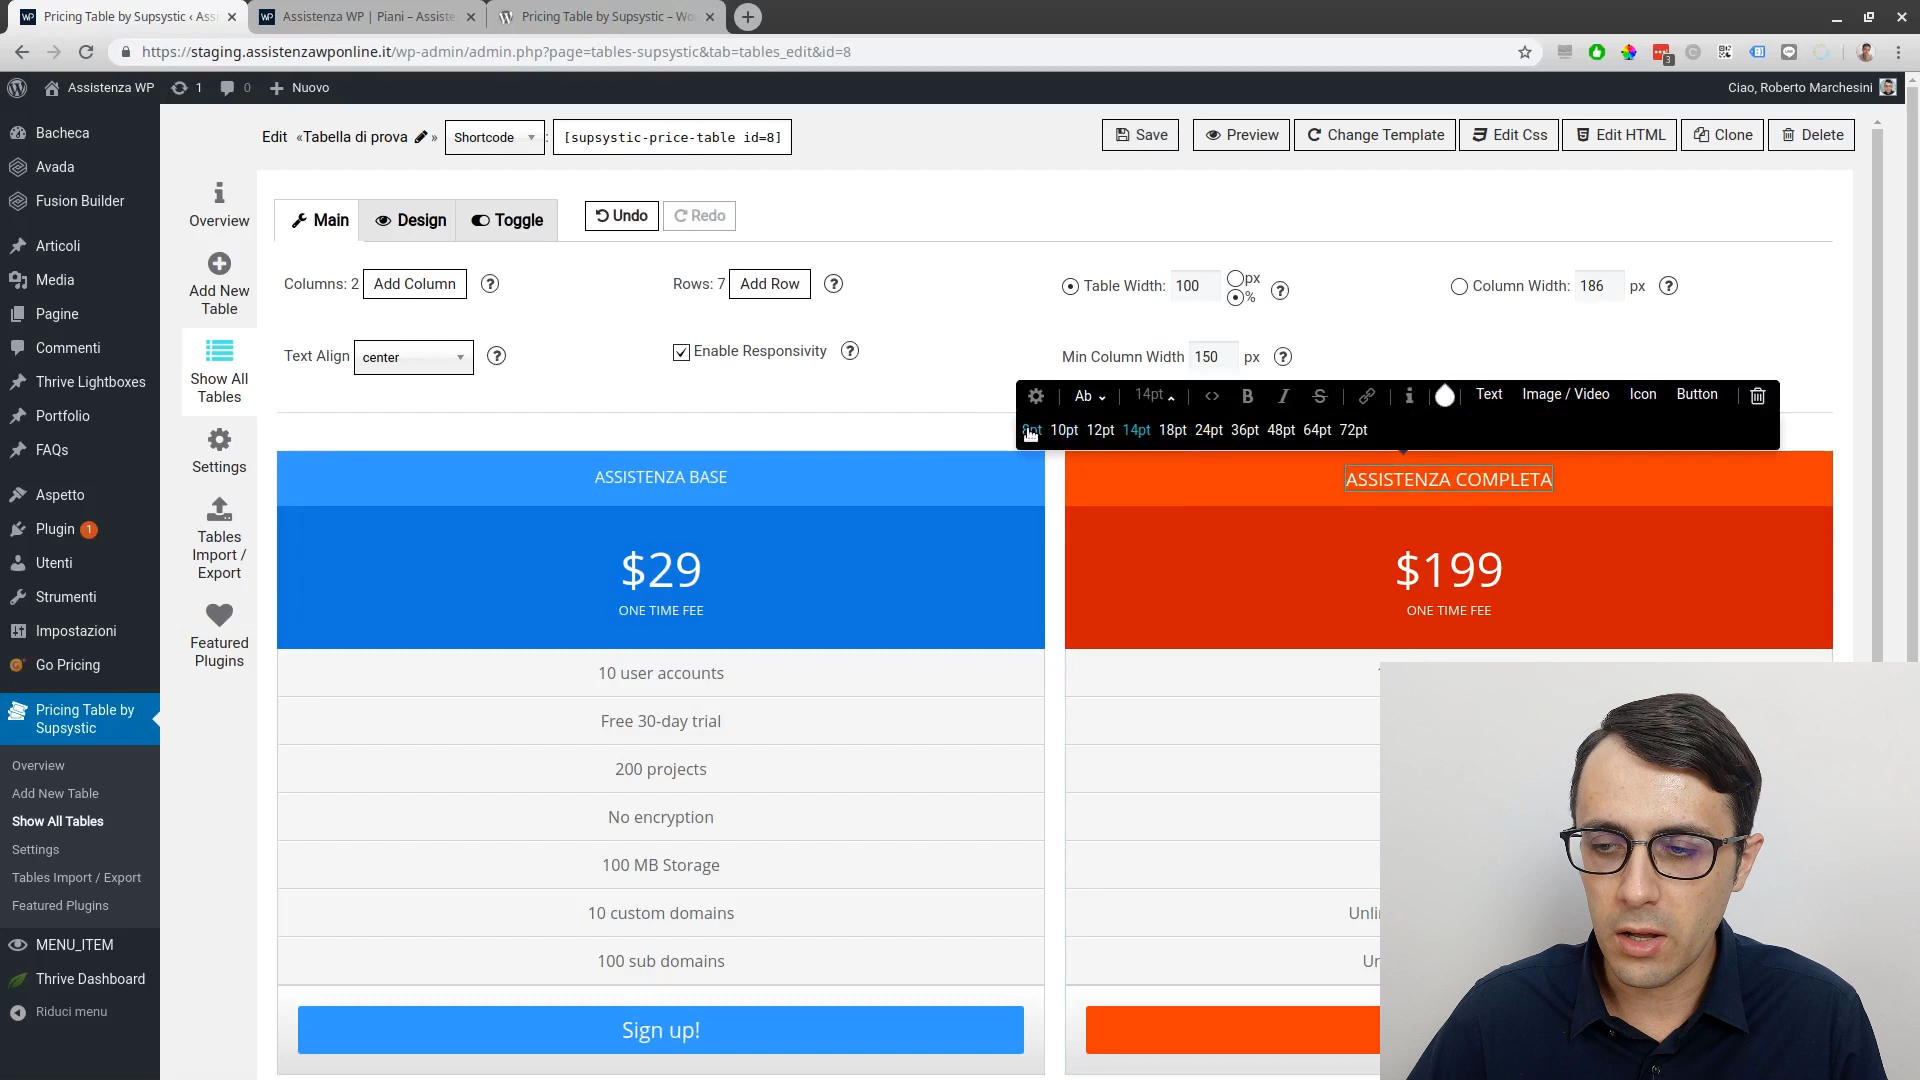 Pricing Table by Supsystic ‹ Ass
Assistenza WP | Piani – Assiste
Pricing Table by Supsystic – Wo
https://staging.assistenzawponline.it/wp-admin/admin.php?page=tables-supsystic&tab=tables_edit&id=8
3
Assistenza WP
1
0
Nuovo
Ciao, Roberto Marchesini
Bacheca
Avada
Fusion Builder
Articoli
Media
Pagine
Commenti
Thrive Lightboxes
Portfolio
FAQs
Aspetto
Plugin 1
Utenti
Strumenti
Impostazioni
Go Pricing
Pricing Table by
Supsystic
Overview
Add New Table
Show All Tables
Settings
Tables Import / Export
Featured Plugins
MENU_ITEM
Thrive Dashboard
Riduci menu
Overview
Add New
Table
Show All
Tables
Settings
Tables
Import /
Export
Featured
Plugins
Edit «Tabella di prova » Shortcode : [supsystic-price-table id=8]
Save Preview Change Template Edit Css Edit HTML Clone Delete
Main Design Toggle Undo Redo
Columns: 2 Add Column
Rows: 7 Add Row
Table Width: 100 px
%
Column Width: 186 px
Text Align center
Enable Responsivity
Min Column Width 150 px
Ab 14pt <> B I S i Text Image / Video Icon Button
10pt 12pt 14pt 18pt 24pt 36pt 48pt 64pt 72pt
ASSISTENZA BASE
$29
ONE TIME FEE
10 user accounts
Free 30-day trial
200 projects
No encryption
100 MB Storage
10 custom domains
100 sub domains
Sign up!
ASSISTENZA COMPLETA
$199
ONE TIME FEE